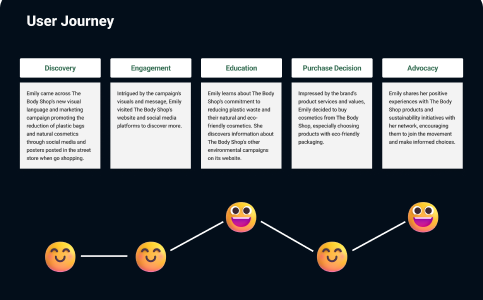 User Journey
Discovery
Emily came across The
Body Shop's new visual
language and marketing
campaign promoting the
reduction of plastic bags
and natural cosmetics
through social media and
posters posted in the street
store when go shopping.
Engagement
Intrigued by the campaign's
visuals and message, Emily
visited The Body Shop's
website and social media
platforms to discover more.
Education
Emily learns about The Body
Shop's commitment to
reducing plastic waste and
their natural and eco-
friendly cosmetics. She
discovers information about
The Body Shop's other
environmental campaigns
on its website.
Purchase Decision
Impressed by the brand's
product services and values,
Emily decided to buy
cosmetics from The Body
Shop, especially choosing
products with eco-friendly
packaging.
Advocacy
Emily shares her positive
experiences with The Body
Shop products and
sustainability initiatives with
her network, encouraging
them to join the movement
and make informed choices.